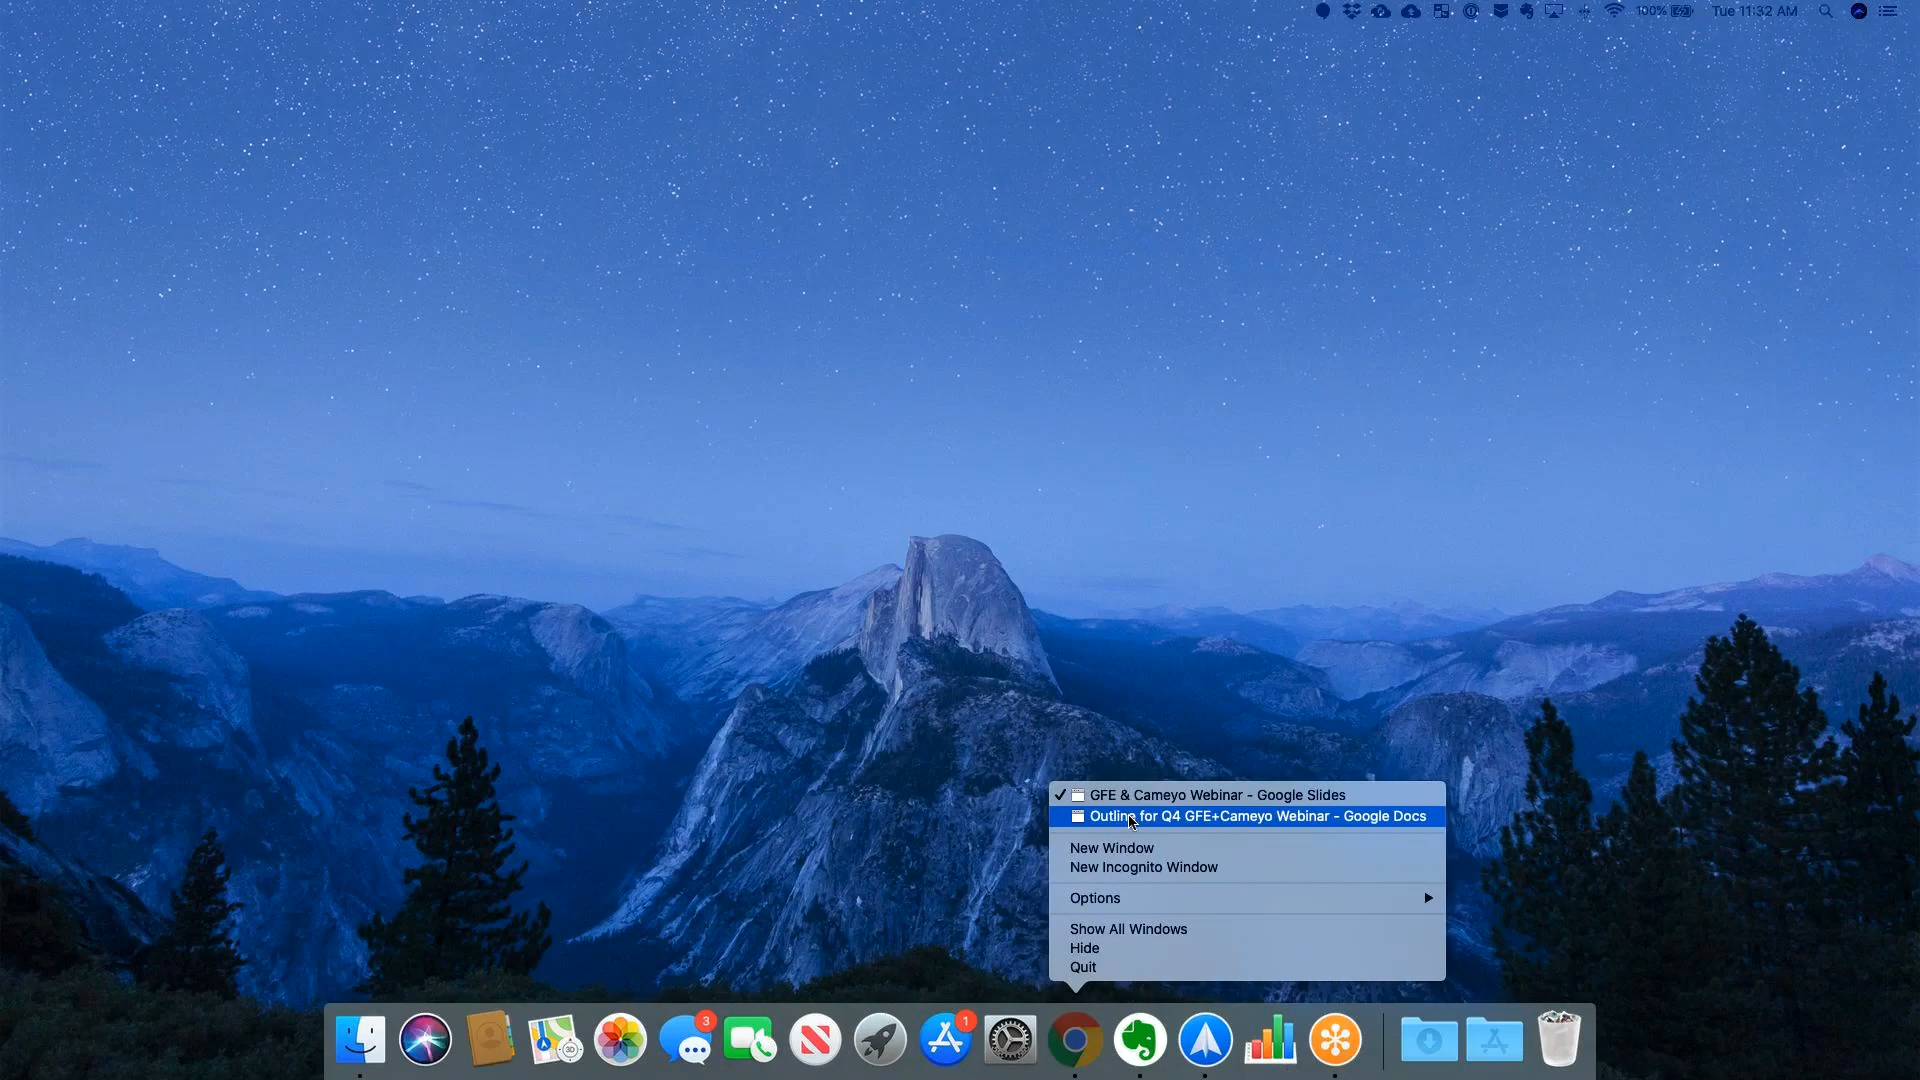 100%
Tue 11:32 AM
GFE & Cameyo Webinar - Google Slides
Outline for Q4 GFE+Cameyo Webinar - Google Docs
New Window
New Incognito Window
Options
Show All Windows
Hide
Quit
3
1
3D